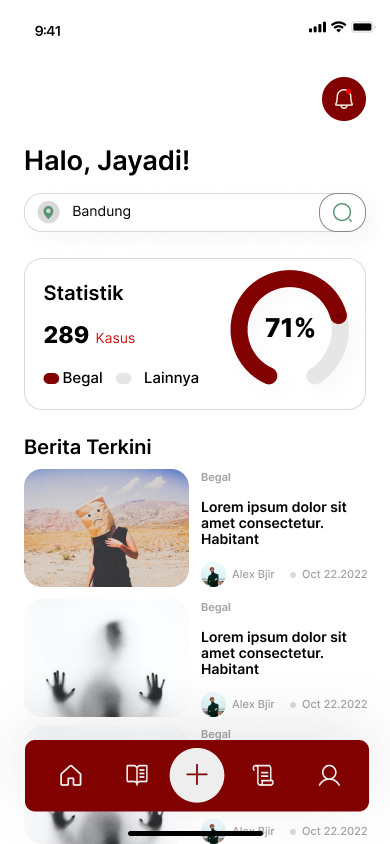 9:41
Halo, Jayadi!
Bandung
Statistik
289 Kasus
71%
Begal Lainnya
Berita Terkini
Begal
Lorem ipsum dolor sit
amet consectetur.
Habitant
Alex Bjir Oct 22.2022
Begal
Lorem ipsum dolor sit
amet consectetur.
Habitant
Alex Bjir Oct 22.2022
Begal
Alex Bjir Oct 22.2022